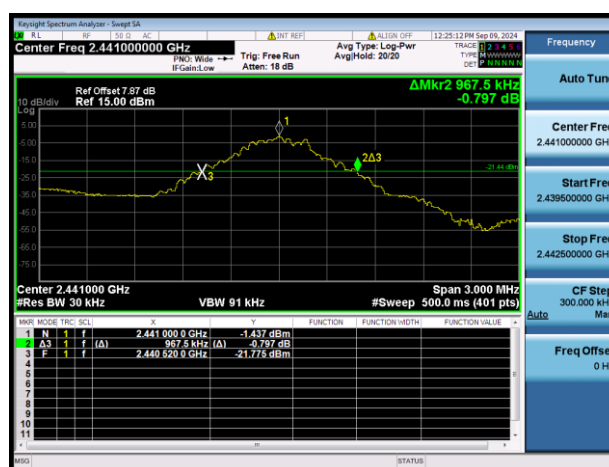 Keysight Spectrum Analyzer - Swept SA
RL RF 50 Ω AC INT REF ALIGN OFF 12:25:12 PM Sep 09, 2024
Center Freq 2.441000000 GHz
PNO: Wide Trig: Free Run Avg Type: Log-Pwr TRACE 1 2 3 4 5 6
IFGain:Low Atten: 18 dB Avg|Hold: 20/20 TYPE M W W W W W
DET P N N N N N
Ref Offset 7.87 dB
10 dB/div Ref 15.00 dBm
Log
ΔMkr2 967.5 kHz
-0.797 dB
5.00
-5.00
-15.0
-25.0
-35.0
-45.0
-55.0
-65.0
-75.0
1
2Δ3
3
-21.44 dBm
Center 2.441000 GHz Span 3.000 MHz
#Res BW 30 kHz VBW 91 kHz #Sweep 500.0 ms (401 pts)
MKR MODE TRC SCL X Y FUNCTION FUNCTION WIDTH FUNCTION VALUE
1 N 1 f 2.441 000 0 GHz -1.437 dBm
2 Δ3 1 f (Δ) 967.5 kHz (Δ) -0.797 dB
3 F 1 f 2.440 520 0 GHz -21.775 dBm
4
5
6
7
8
9
10
11
MSG STATUS
Frequency
Auto Tun
Center Fre
2.441000000 GH
Start Fre
2.439500000 GH
Stop Fre
2.442500000 GH
CF Step
300.000 kH
Auto Ma
Freq Offse
0 H